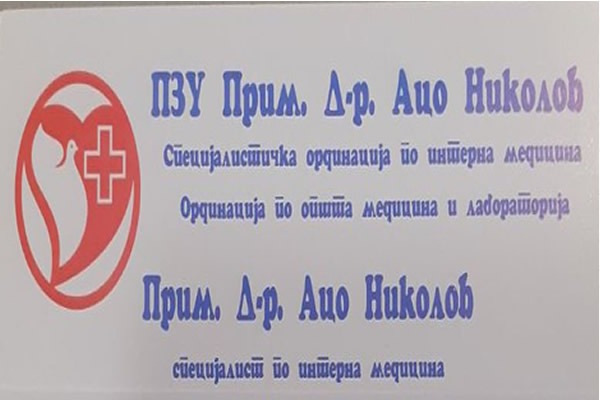 ПЗУ Прим. Д-р. Ацо Николов
Специјалистичка ординација по интерна медицина
Ординација по општа медицина и лабораторија
Прим. Д-р. Ацо Николов
специјалист по интерна медицина